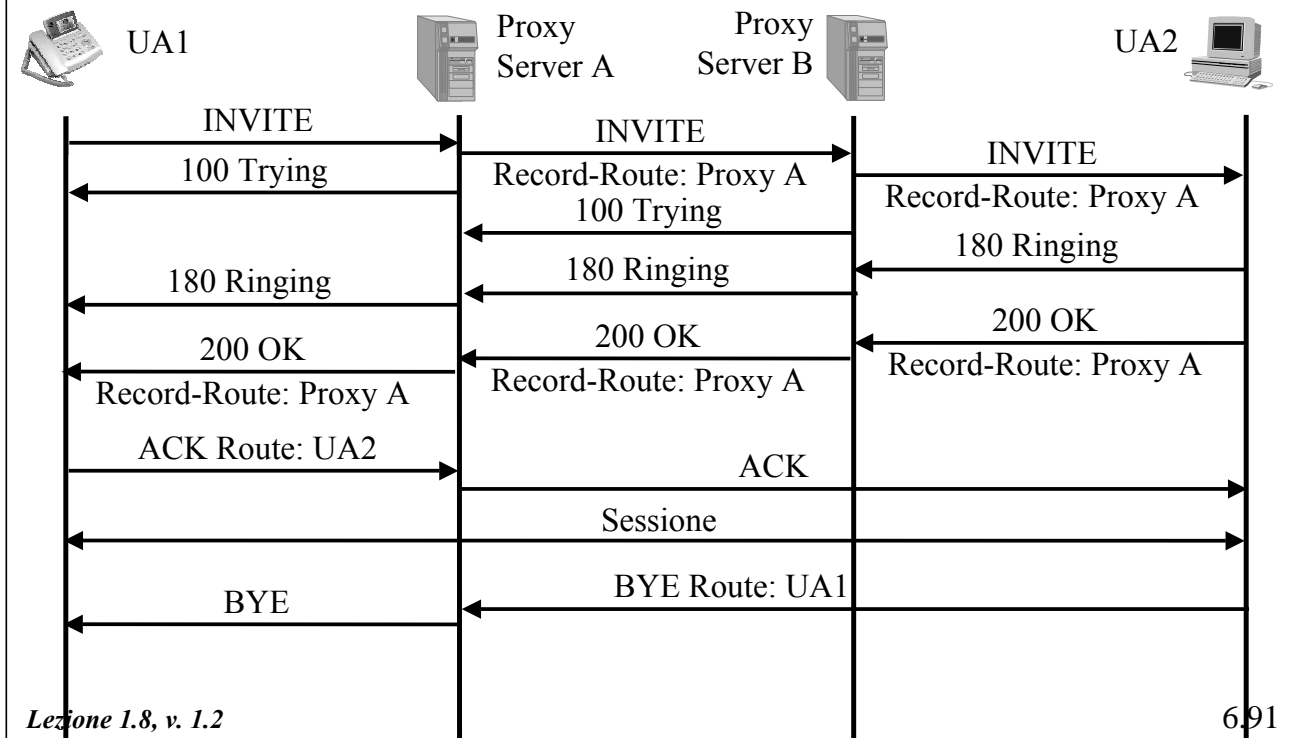 UA1
Proxy
Server A
Proxy
Server B
UA2
INVITE
INVITE
INVITE
100 Trying
Record-Route: Proxy A
Record-Route: Proxy A
100 Trying
180 Ringing
180 Ringing
180 Ringing
200 OK
200 OK
200 OK
Record-Route: Proxy A
Record-Route: Proxy A
Record-Route: Proxy A
ACK Route: UA2
ACK
Sessione
BYE Route: UA1
BYE
Lezione 1.8, v. 1.2
6.91